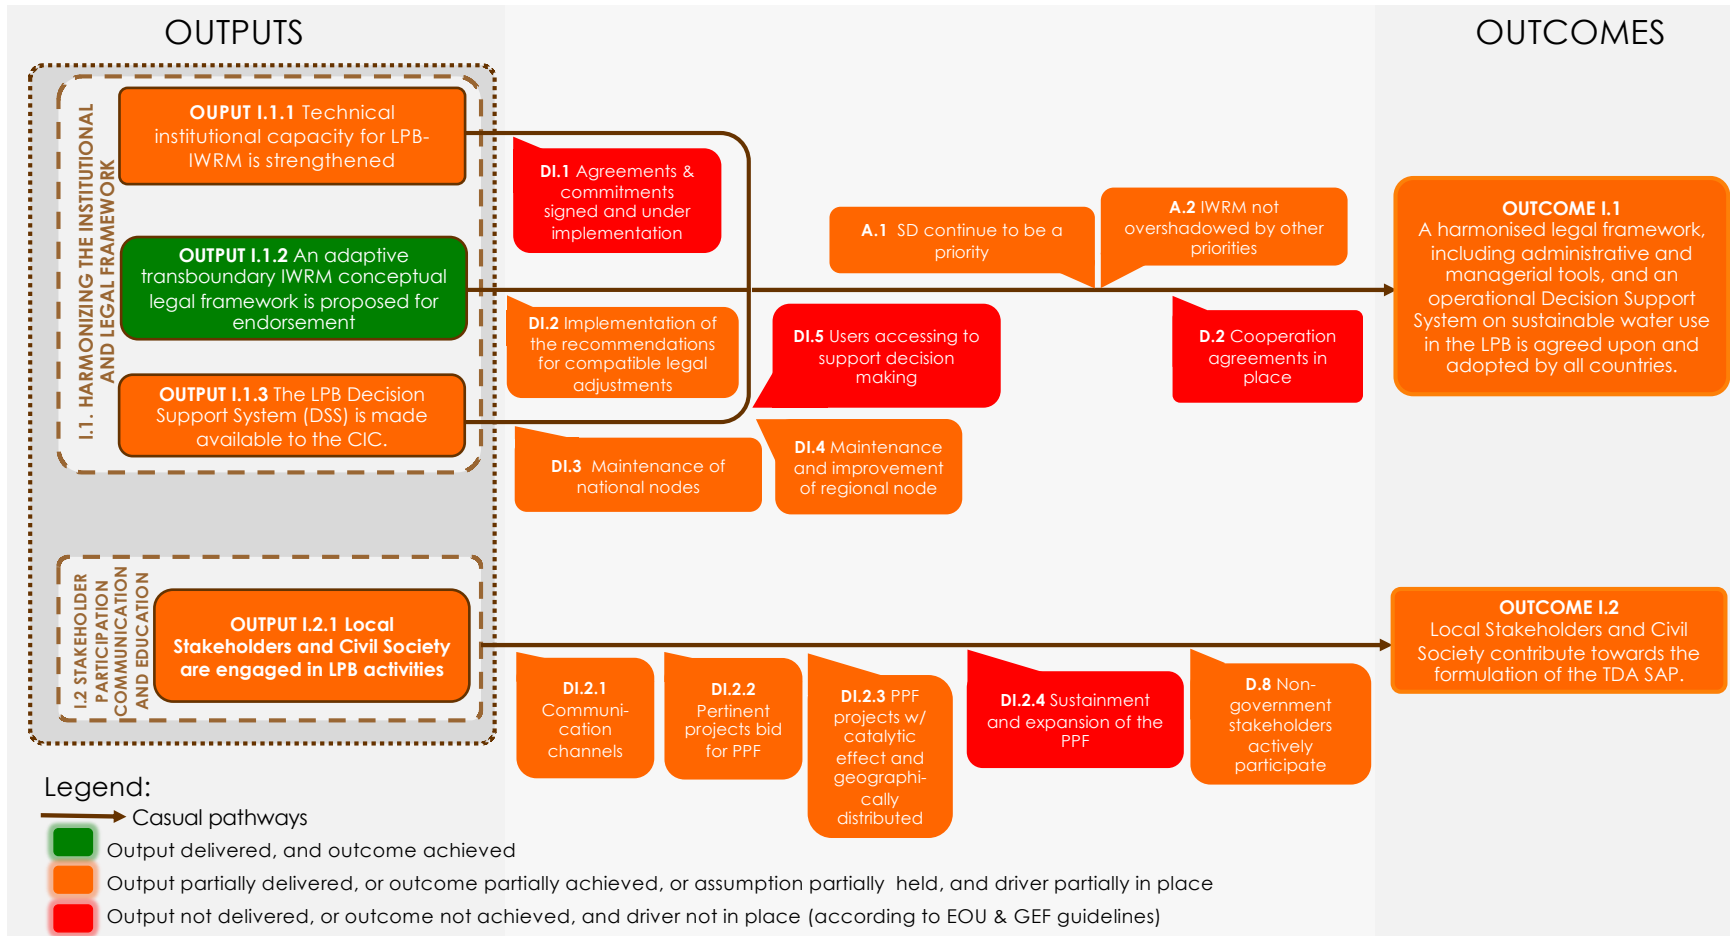 OUTPUTS
OUTCOMES
I.1. HARMONIZING THE INSTITUTIONAL
AND LEGAL FRAMEWORK
OUPUT I.1.1 Technical
institutional capacity for LPB-
IWRM is strengthened
OUTPUT I.1.2 An adaptive
transboundary IWRM conceptual
legal framework is proposed for
endorsement
OUTPUT I.1.3 The LPB Decision
Support System (DSS) is made
available to the CIC.
DI.1 Agreements &
commitments
signed and under
implementation
DI.2 Implementation of
the recommendations
for compatible legal
adjustments
DI.3 Maintenance of
national nodes
A.1 SD continue to be a
priority
A.2 IWRM not
overshadowed by other
priorities
DI.5 Users accessing to
support decision
making
DI.4 Maintenance
and improvement
of regional node
D.2 Cooperation
agreements in
place
OUTCOME I.1
A harmonised legal framework,
including administrative and
managerial tools, and an
operational Decision Support
System on sustainable water use
in the LPB is agreed upon and
adopted by all countries.
I.2 STAKEHOLDER
PARTICIPATION
COMMUNICATION
AND EDUCATION
OUTPUT I.2.1 Local
Stakeholders and Civil Society
are engaged in LPB activities
DI.2.1
Communi-
cation
channels
DI.2.2
Pertinent
projects bid
for PPF
DI.2.3 PPF
projects w/
catalytic
effect and
geographi-
cally
distributed
DI.2.4 Sustainment
and expansion of the
PPF
D.8 Non-
government
stakeholders
actively
participate
OUTCOME I.2
Local Stakeholders and Civil
Society contribute towards the
formulation of the TDA SAP.
Legend:
Casual pathways
Output delivered, and outcome achieved
Output partially delivered, or outcome partially achieved, or assumption partially held, and driver partially in place
Output not delivered, or outcome not achieved, and driver not in place (according to EOU & GEF guidelines)